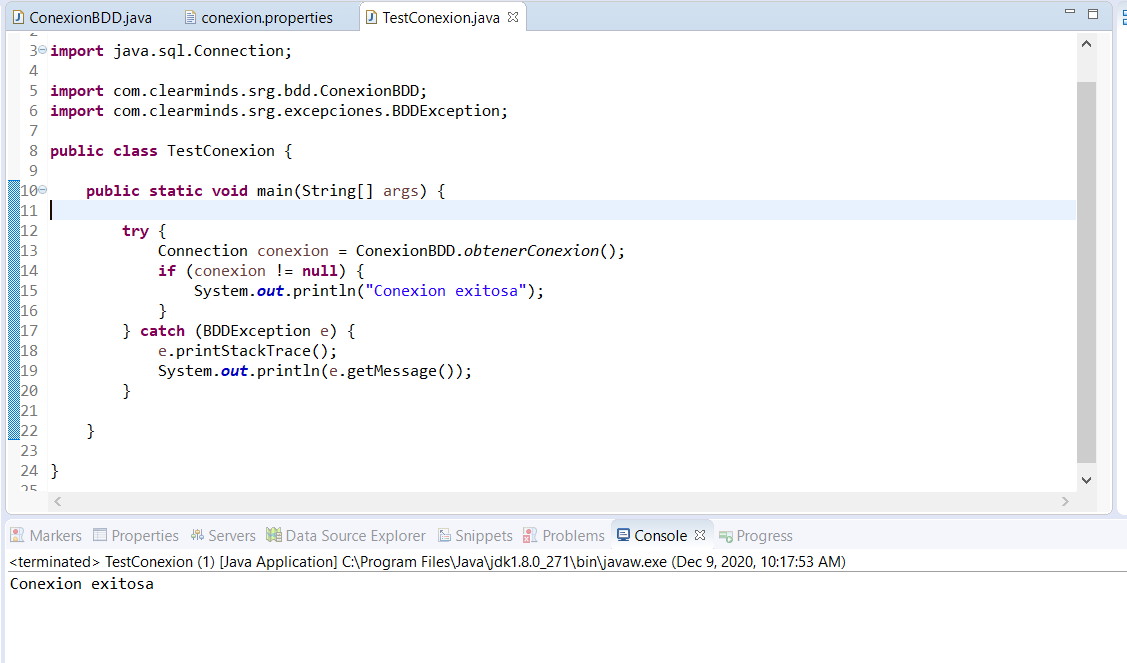 ConexionBDD.java conexion.properties TestConexion.java
2
3 import java.sql.Connection;
4
5 import com.clearminds.srg.bdd.ConexionBDD;
6 import com.clearminds.srg.excepciones.BDDException;
7
8 public class TestConexion {
9
10 public static void main(String[] args) {
11
12 try {
13 Connection conexion = ConexionBDD.obtenerConexion();
14 if (conexion != null) {
15 System.out.println("Conexion exitosa");
16 }
17 } catch (BDDException e) {
18 e.printStackTrace();
19 System.out.println(e.getMessage());
20 }
21
22 }
23
24 }
25
Markers Properties Servers Data Source Explorer Snippets Problems Console Progress
<terminated> TestConexion (1) [Java Application] C:\Program Files\Java\jdk1.8.0_271\bin\javaw.exe (Dec 9, 2020, 10:17:53 AM)
Conexion exitosa